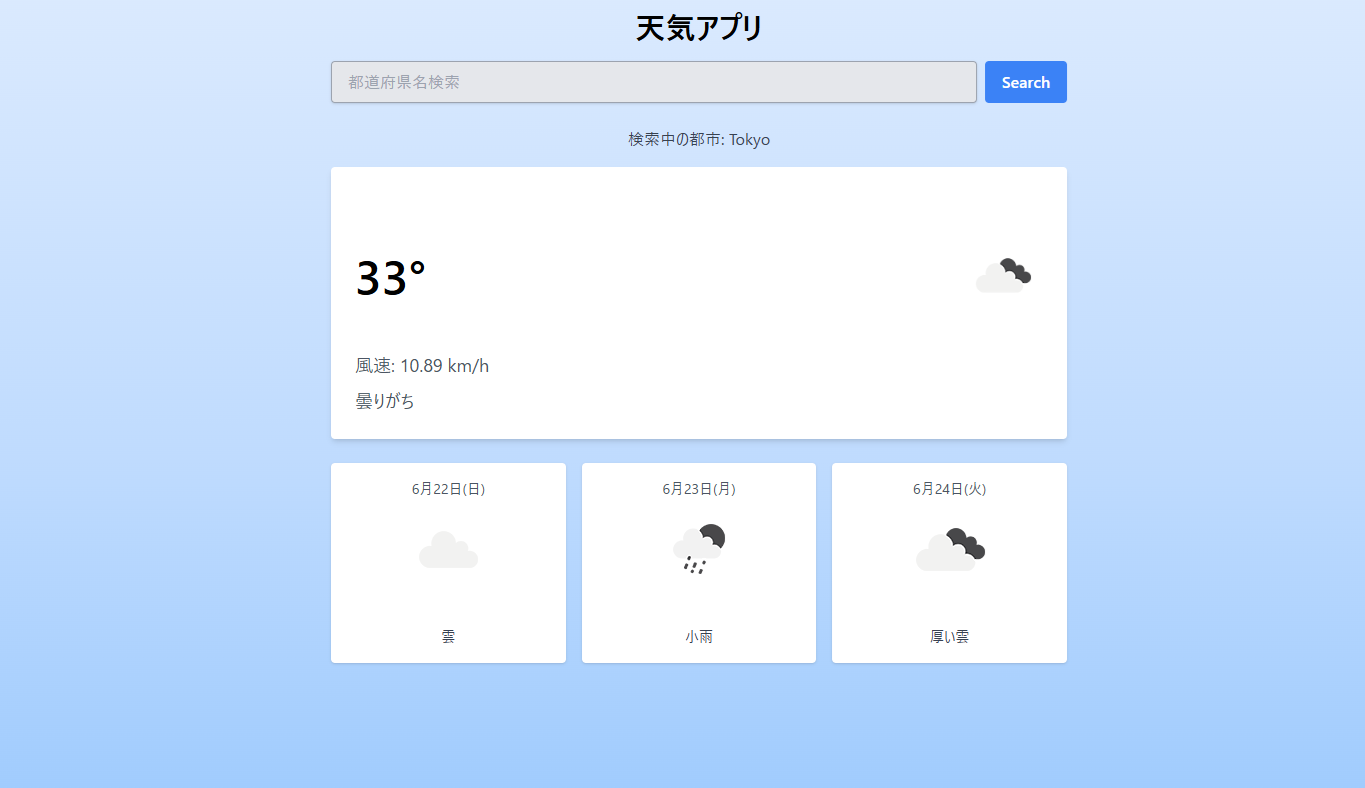 天気アプリ
都道府県名検索
Search
検索中の都市: Tokyo
33°
風速: 10.89 km/h
曇りがち
6月22日(日)
雲
6月23日(月)
小雨
6月24日(火)
厚い雲